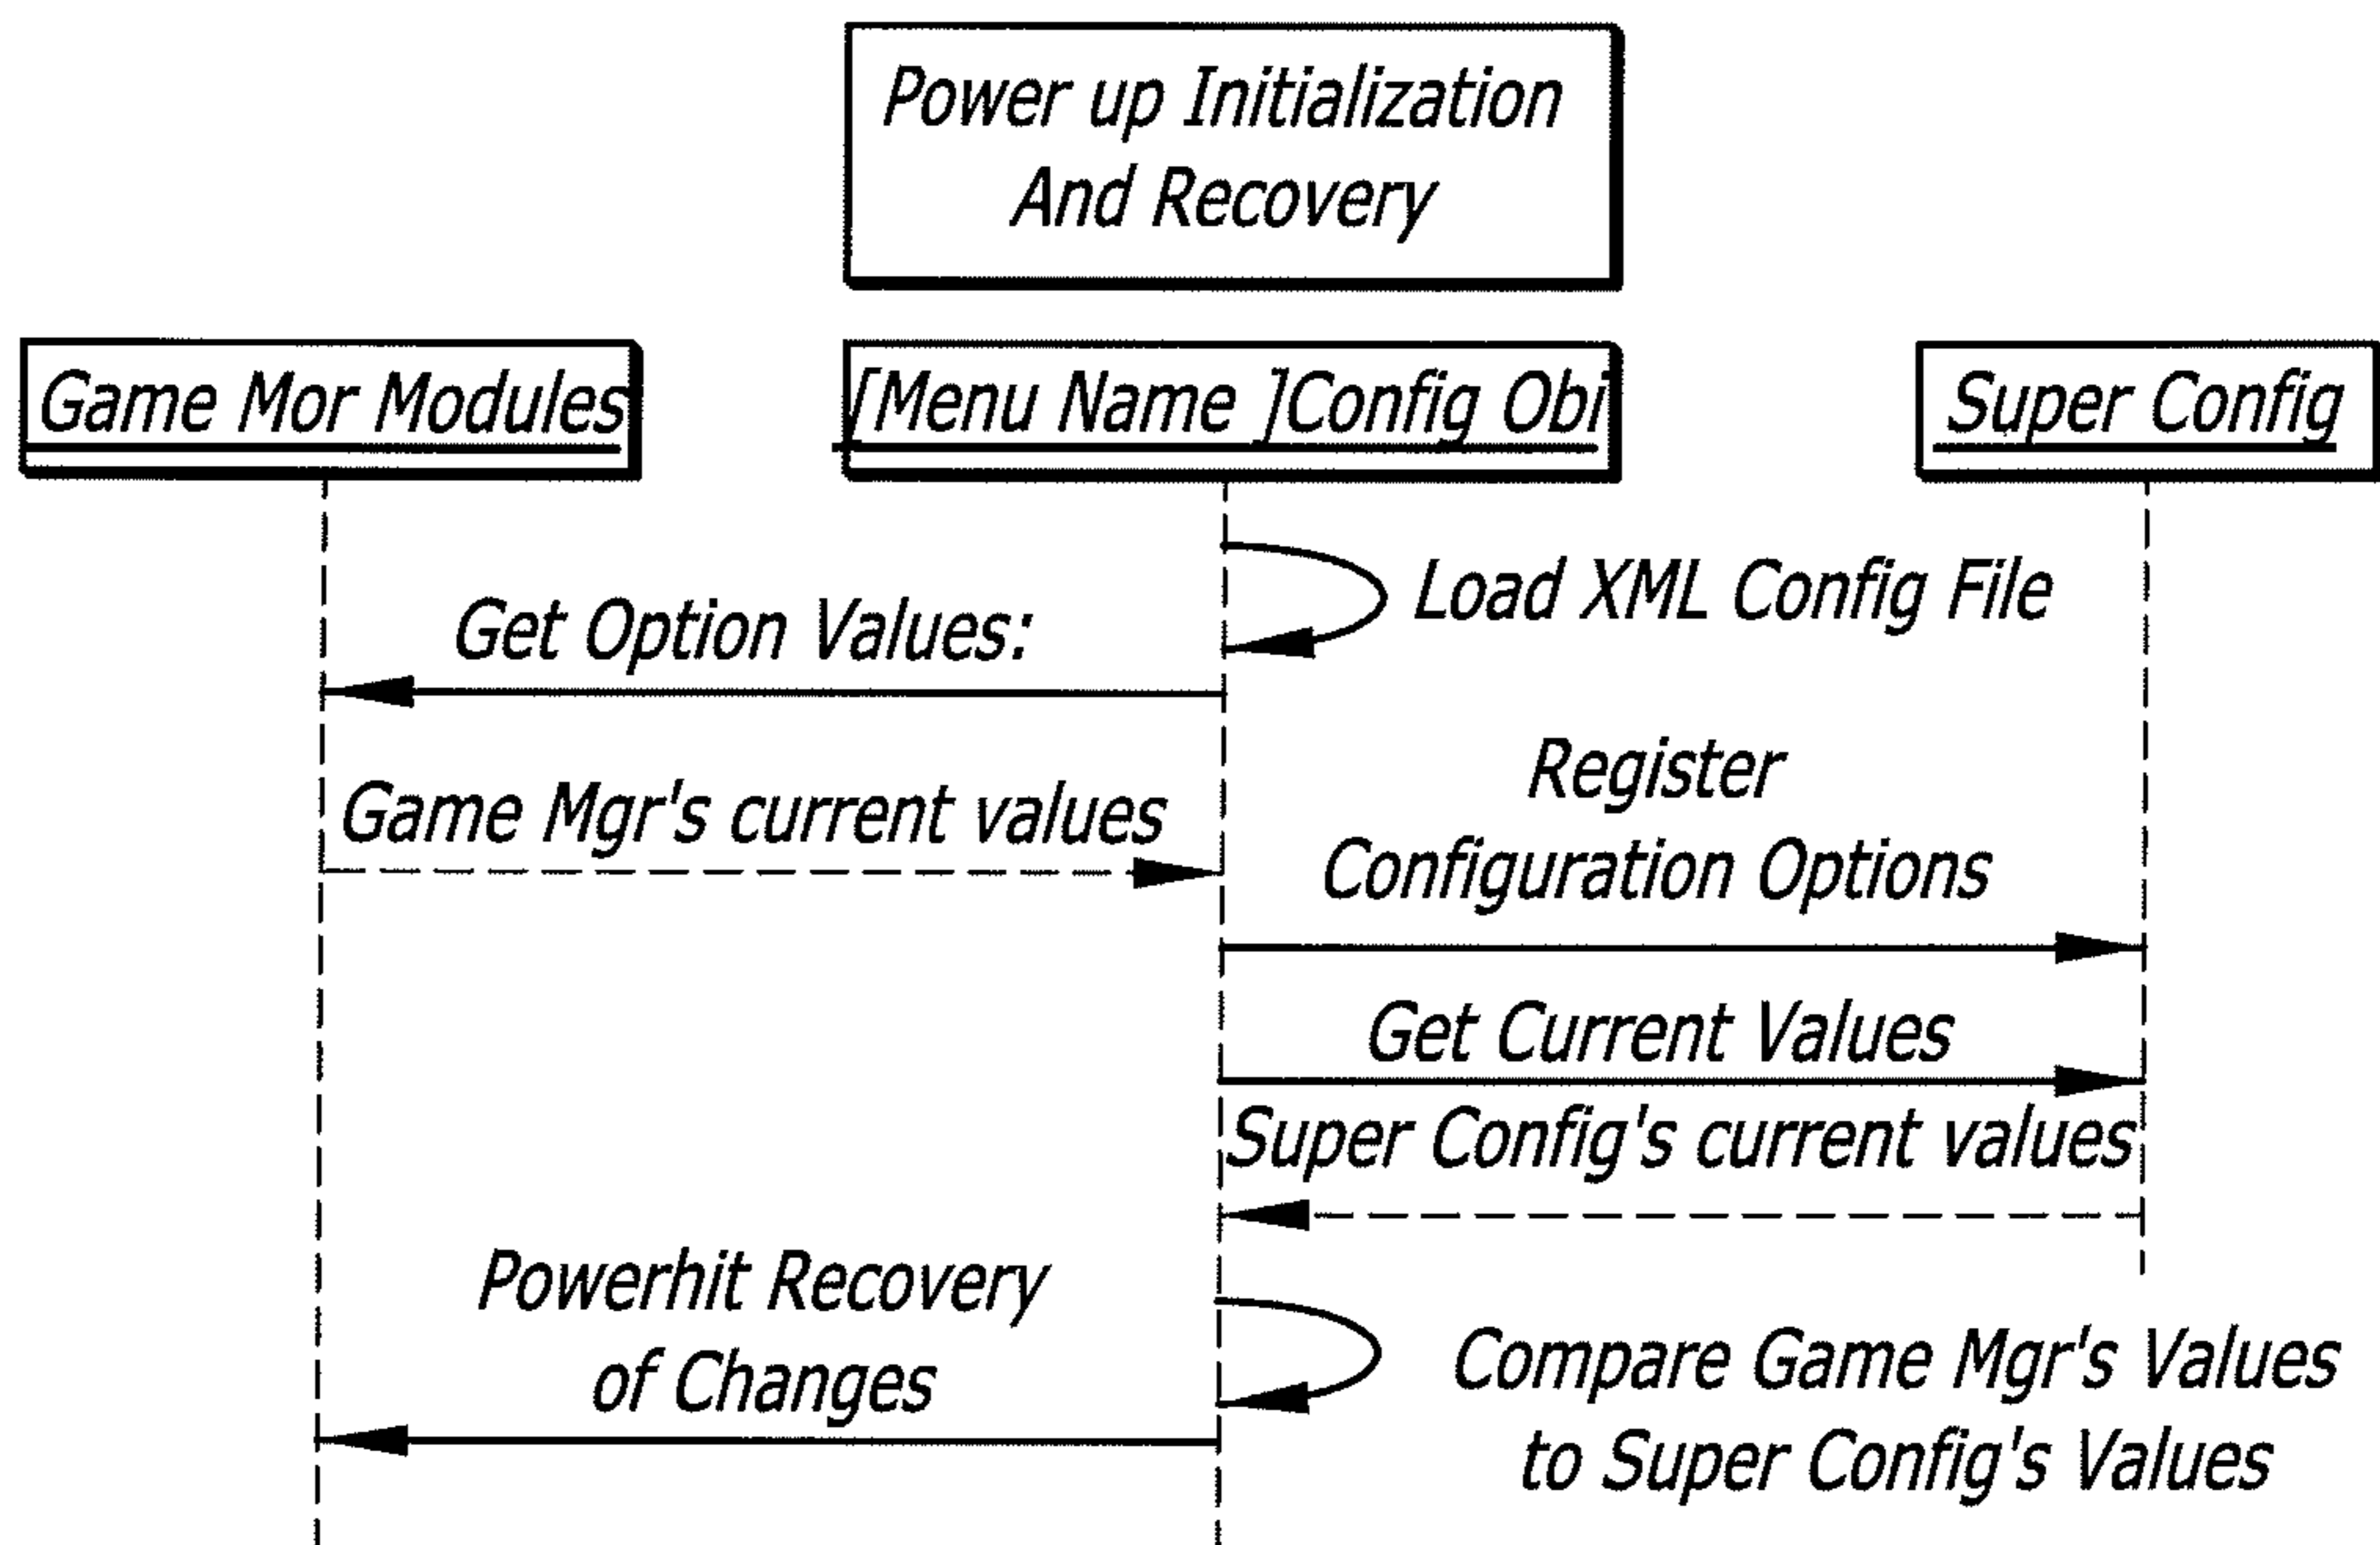 Power up Initialization
And Recovery
Game Mor Modules
[Menu Name ]Config Obi
Super Config
Load XML Config File
Get Option Values:
Register
Configuration Options
Game Mgr's current values
Get Current Values
Super Config's current values
Powerhit Recovery
of Changes
Compare Game Mgr's Values
to Super Config's Values